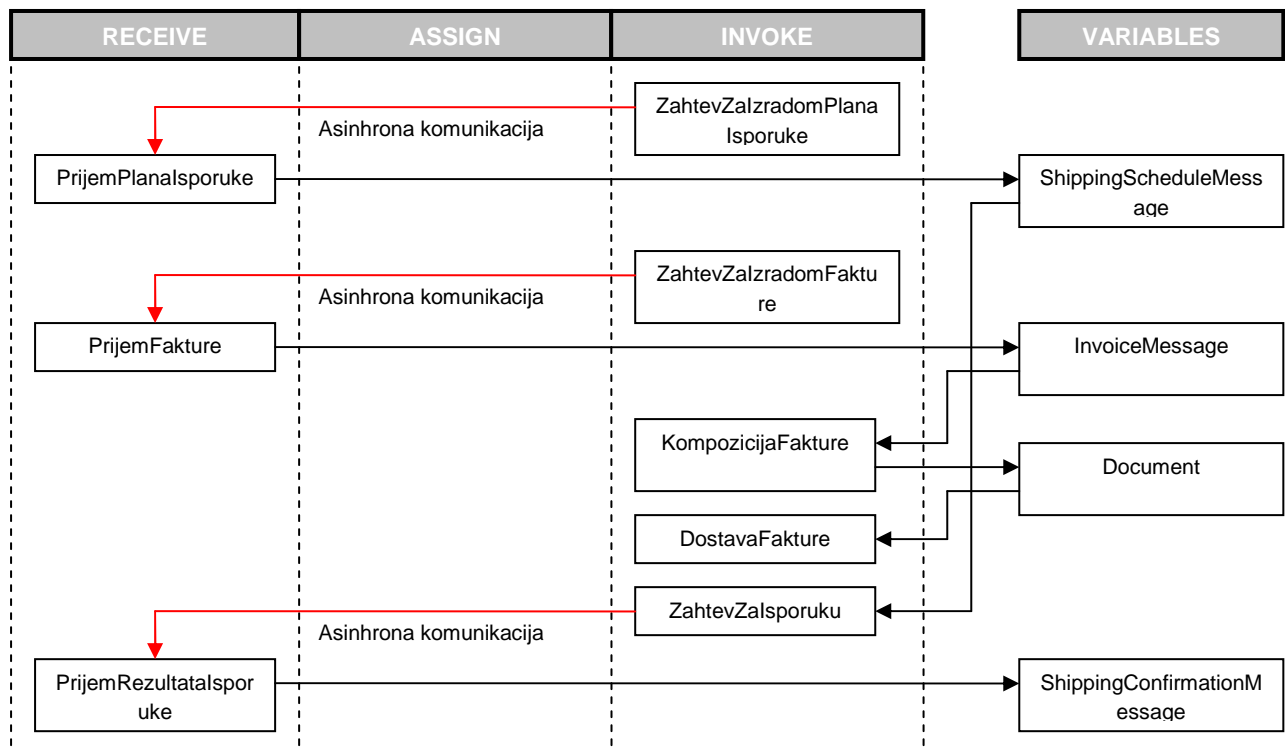 RECEIVE ASSIGN INVOKE VARIABLES
ZahtevZaIzradomPlana
Isporuke
Asinhrona komunikacija
PrijemPlanaIsporuke
ShippingScheduleMess
age
ZahtevZaIzradomFaktu
re
Asinhrona komunikacija
PrijemFakture
InvoiceMessage
KompozicijaFakture
Document
DostavaFakture
ZahtevZaIsporuku
Asinhrona komunikacija
PrijemRezultataIspor
uke
ShippingConfirmationM
essage